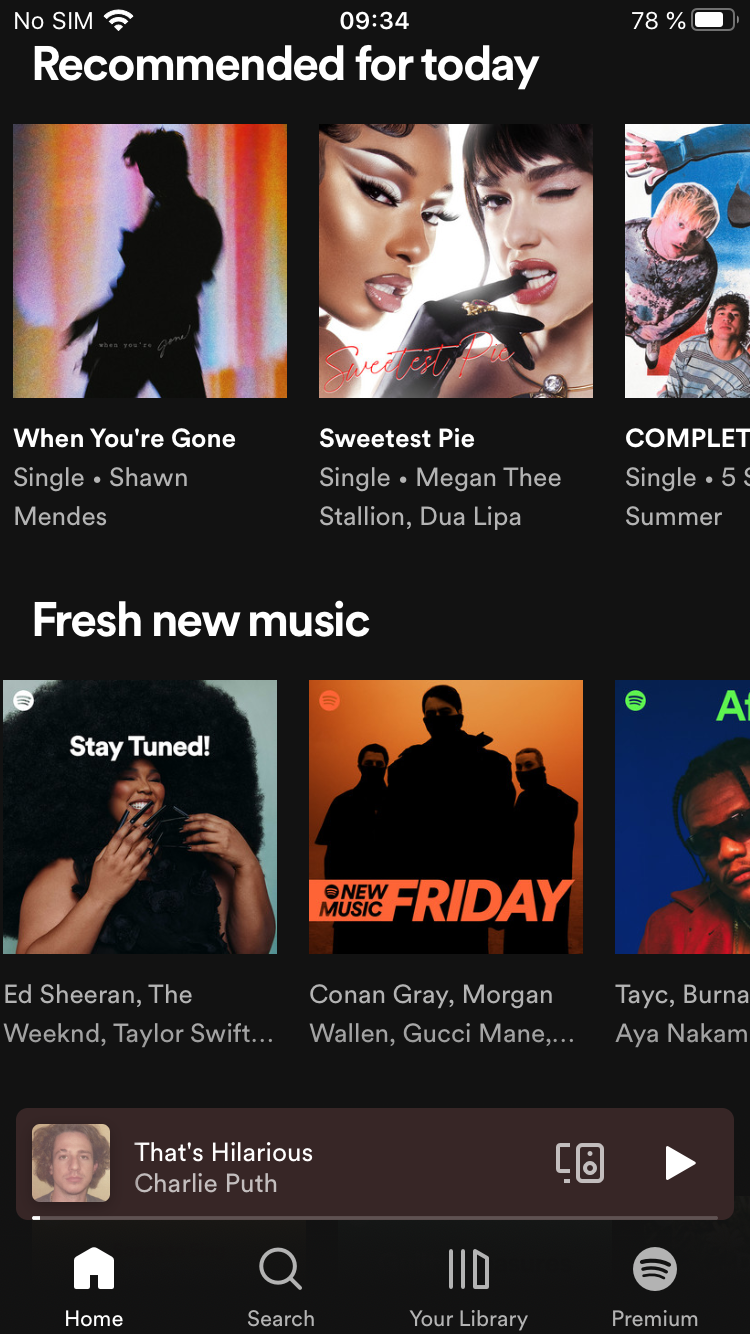 No SIM 09:34 78 %
Recommended for today
when you're gone
Sweetest Pie
When You're Gone
Single • Shawn
Mendes
Sweetest Pie
Single • Megan Thee
Stallion, Dua Lipa
COMPLET
Single • 5 S
Summer
Fresh new music
Stay Tuned!
NEW
MUSIC FRIDAY
Af
Ed Sheeran, The
Weeknd, Taylor Swift...
Conan Gray, Morgan
Wallen, Gucci Mane,...
Tayc, Burna
Aya Nakam
That's Hilarious
Charlie Puth
Home
Search
Your Library
Premium